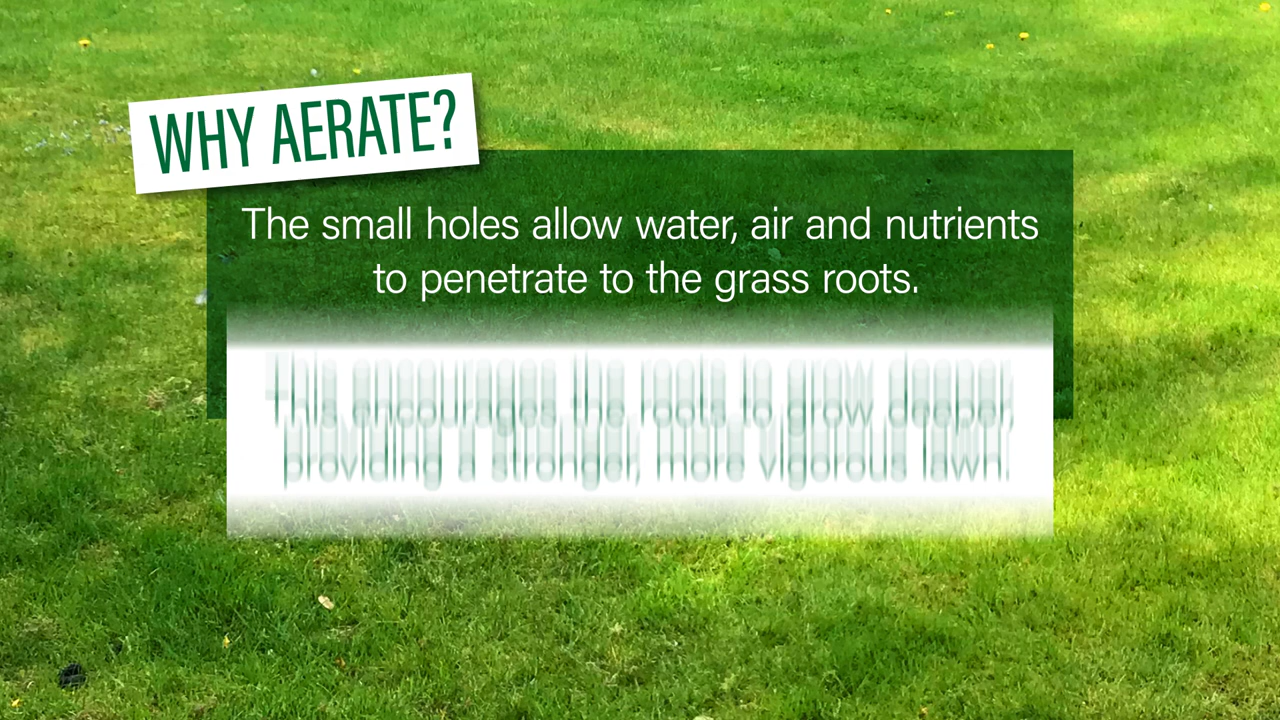 WHY AERATE?
The small holes allow water, air and nutrients
to penetrate to the grass roots.
This encourages the roots to grow deeper,
providing a stronger, more vigorous lawn.